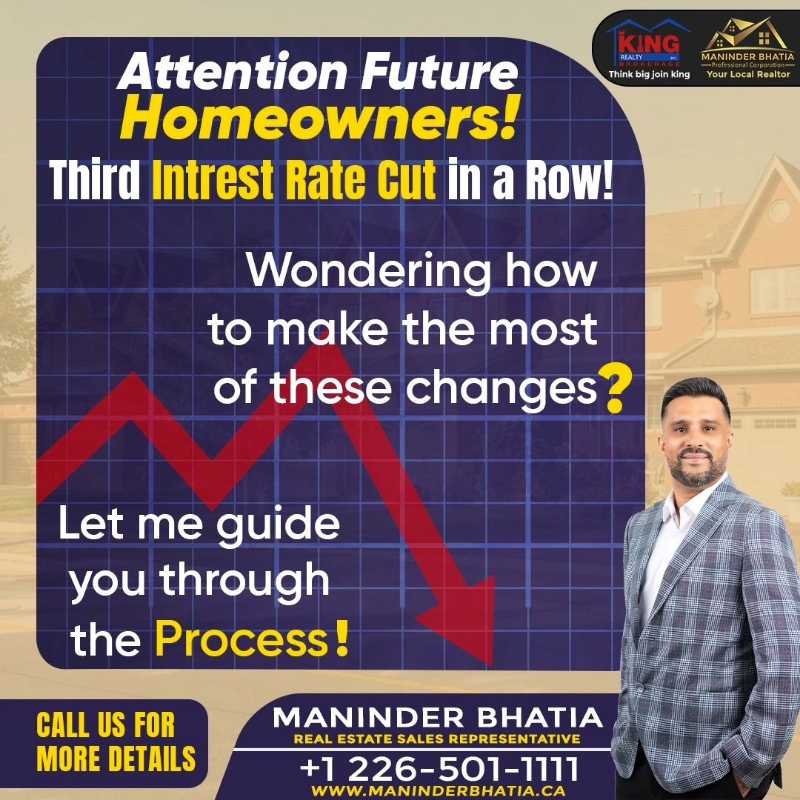 KING
REALTY INC.
BROKERAGE
Think big join king
MANINDER BHATIA
Professional Corporation
Your Local Realtor
Attention Future
Homeowners!
Third Intrest Rate Cut in a Row!
Wondering how
to make the most
of these changes?
Let me guide
you through
the Process!
CALL US FOR
MORE DETAILS
MANINDER BHATIA
REAL ESTATE SALES REPRESENTATIVE
+1 226-501-1111
WWW.MANINDERBHATIA.CA